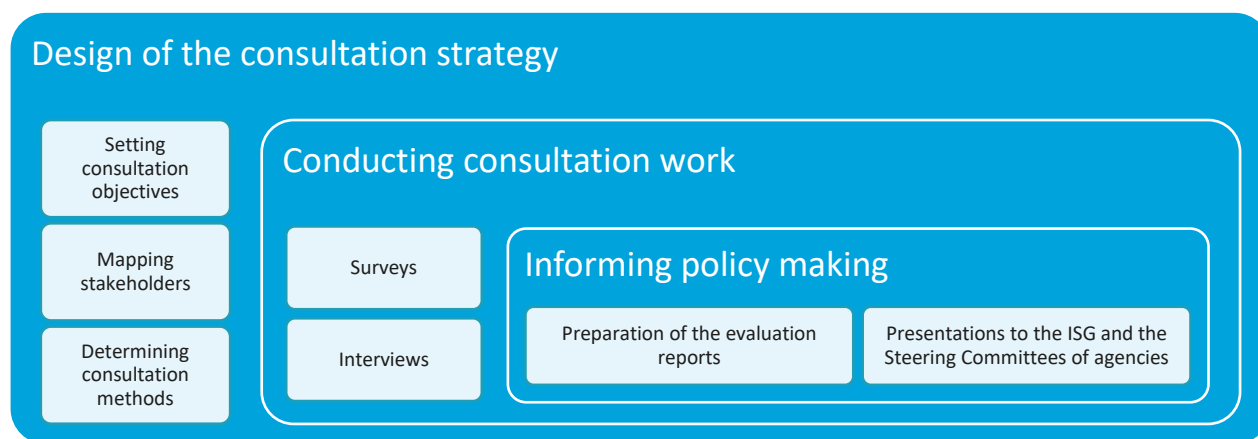 Design of the consultation strategy
Setting
consultation
objectives
Mapping
stakeholders
Determining
consultation
methods
Conducting consultation work
Surveys
Interviews
Informing policy making
Preparation of the evaluation
reports
Presentations to the ISG and the
Steering Committees of agencies